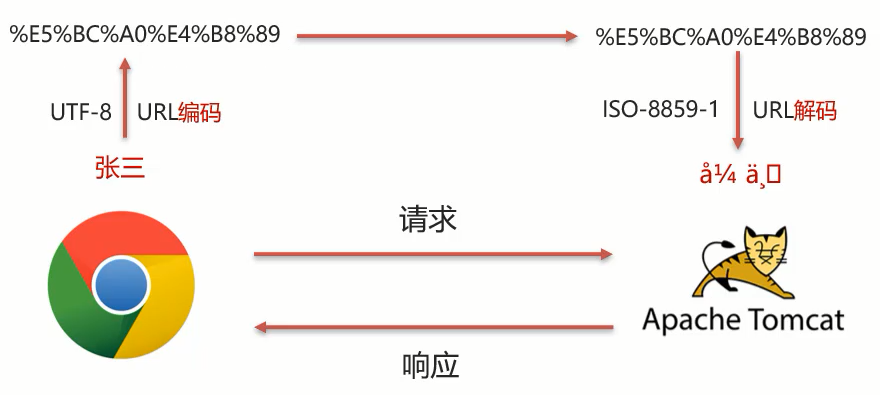 %E5%BC%A0%E4%B8%89
%E5%BC%A0%E4%B8%89
UTF-8 URL编码
ISO-8859-1 URL解码
张三
å¼ ä¸
请求
Apache Tomcat
响应